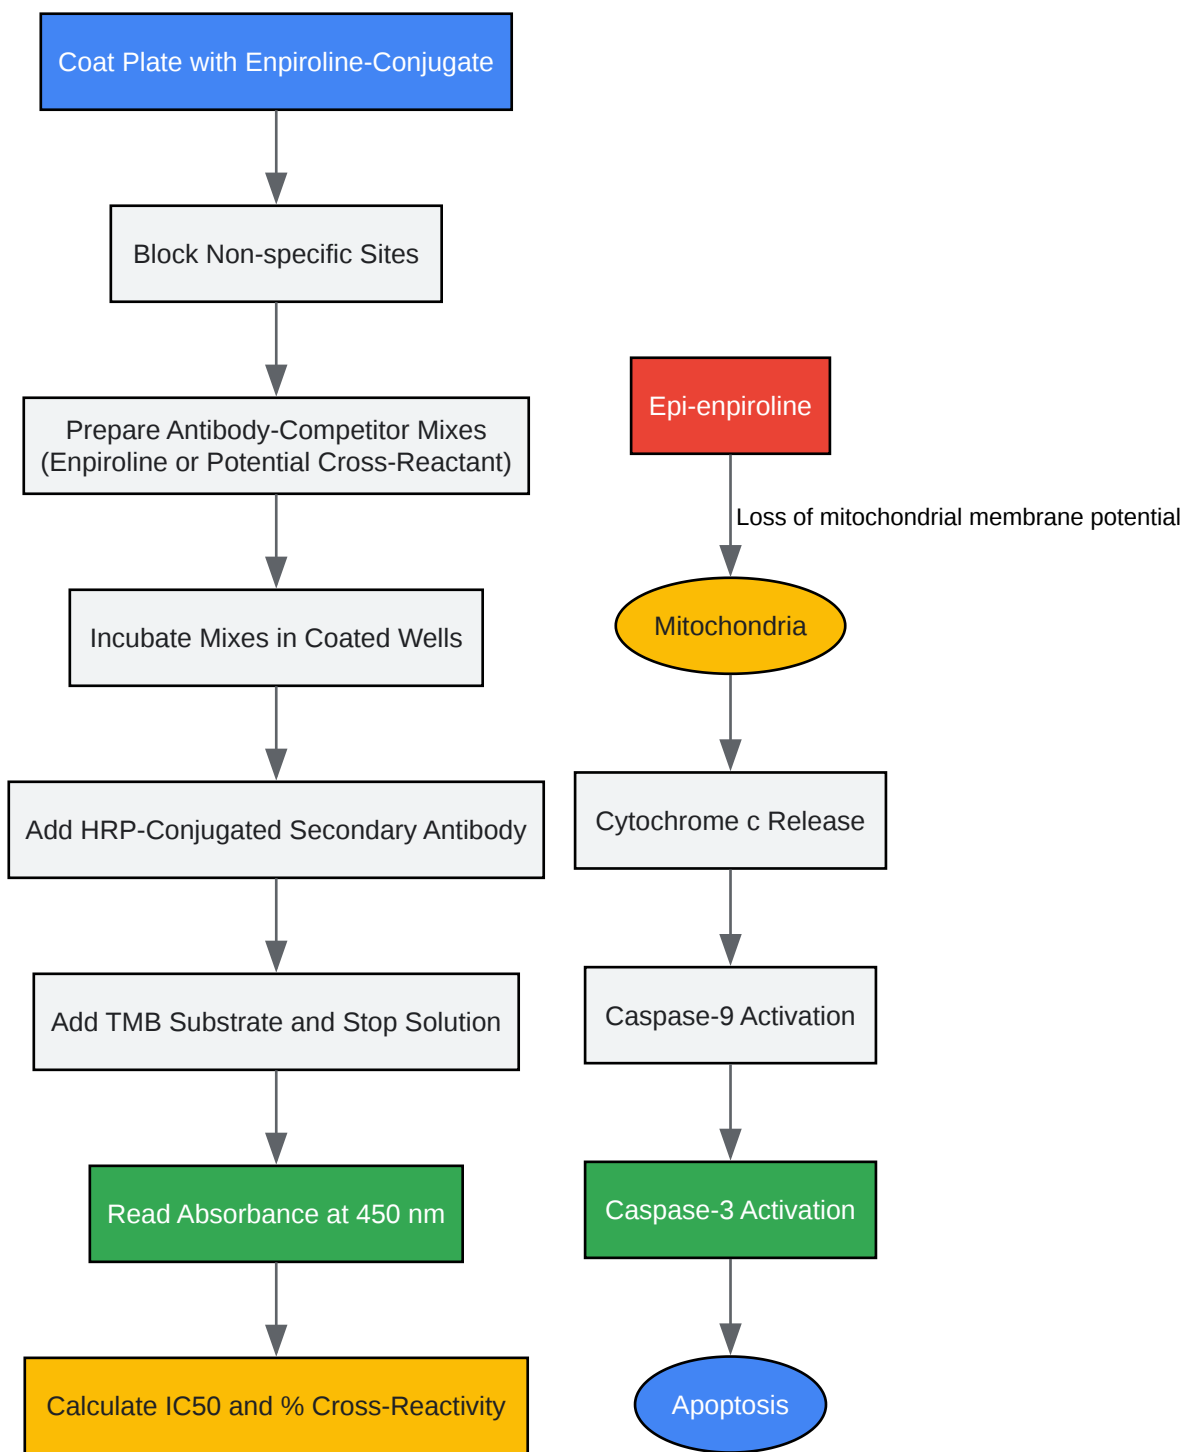 Coat Plate with Enpiroline-Conjugate
Block Non-specific Sites
Prepare Antibody-Competitor Mixes
(Enpiroline or Potential Cross-Reactant)
Incubate Mixes in Coated Wells
Add HRP-Conjugated Secondary Antibody
Add TMB Substrate and Stop Solution
Read Absorbance at 450 nm
Calculate IC50 and % Cross-Reactivity
Epi-enpiroline
Loss of mitochondrial membrane potential
Mitochondria
Cytochrome c Release
Caspase-9 Activation
Caspase-3 Activation
Apoptosis